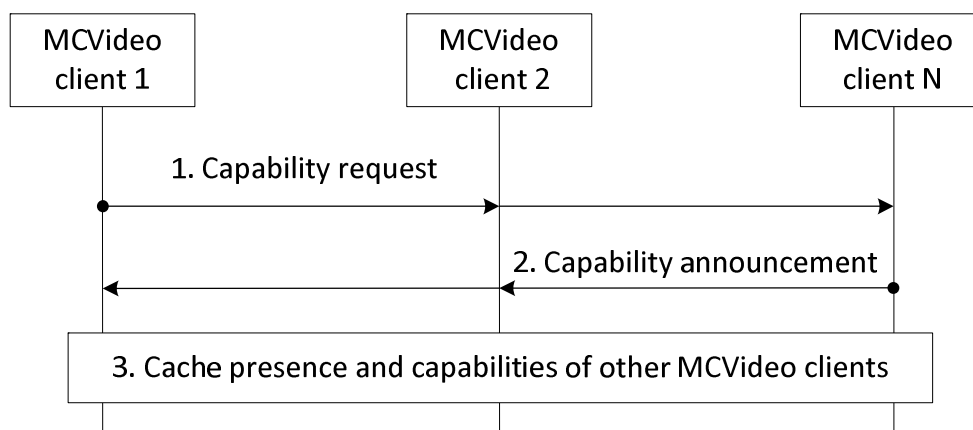 MCVideo
client 1
MCVideo
client 2
MCVideo
client N
1. Capability request
2. Capability announcement
3. Cache presence and capabilities of other MCVideo clients